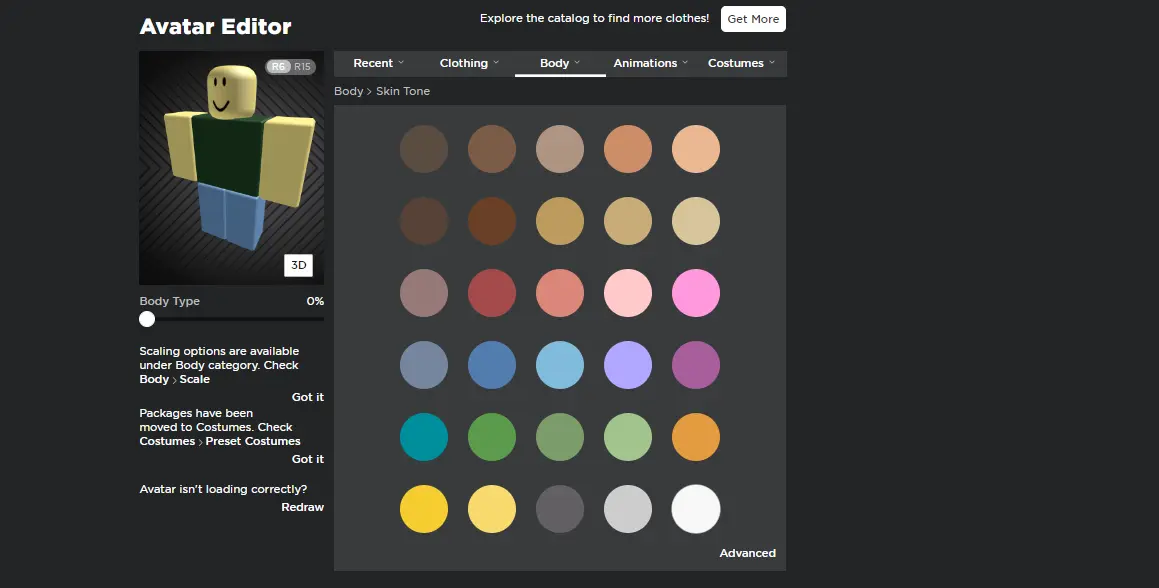 Avatar Editor
Explore the catalog to find more clothes!
Get More
R6 R15
3D
Body Type 0%
Scaling options are available
under Body category. Check
Body > Scale
Got it
Packages have been
moved to Costumes. Check
Costumes > Preset Costumes
Got it
Avatar isn't loading correctly?
Redraw
Recent Clothing Body Animations Costumes
Body > Skin Tone
Advanced